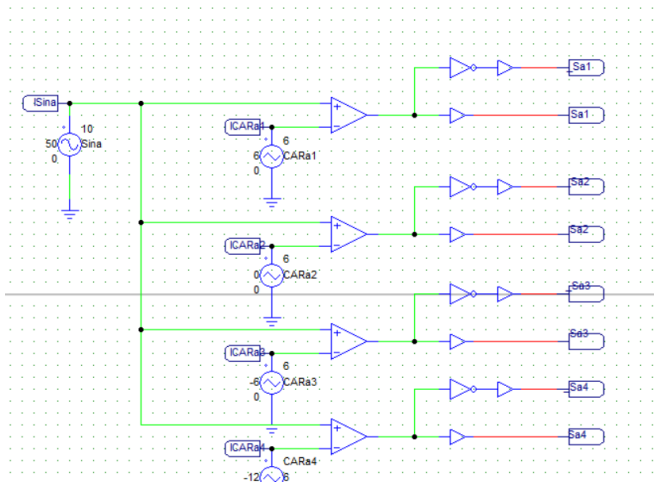 Sa1
ISina
10
50 Sina
0
Sa1
ICARa1
6
6 CARa1
0
Sa2
Sa2
ICARa2
6
0 CARa2
0
Sa3
Sa3
ICARa3
6
-6 CARa3
0
Sa4
Sa4
ICARa4
CARa4
-12 6